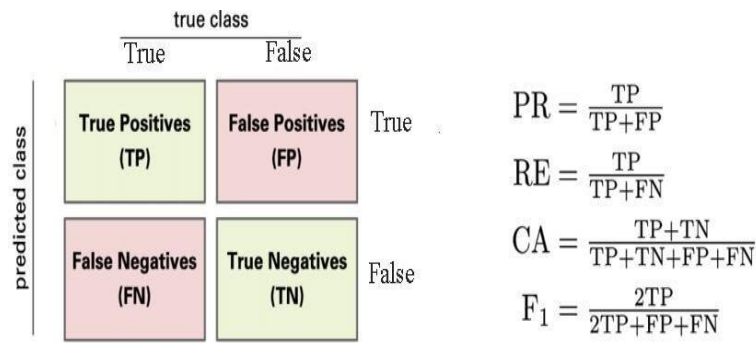 true class
True False
True Positives
(TP)
False Positives
(FP)
True
False Negatives
(FN)
True Negatives
(TN)
False
predicted class
PR = TP / TP+FP
RE = TP / TP+FN
CA = TP+TN / TP+TN+FP+FN
F₁ = 2TP / 2TP+FP+FN